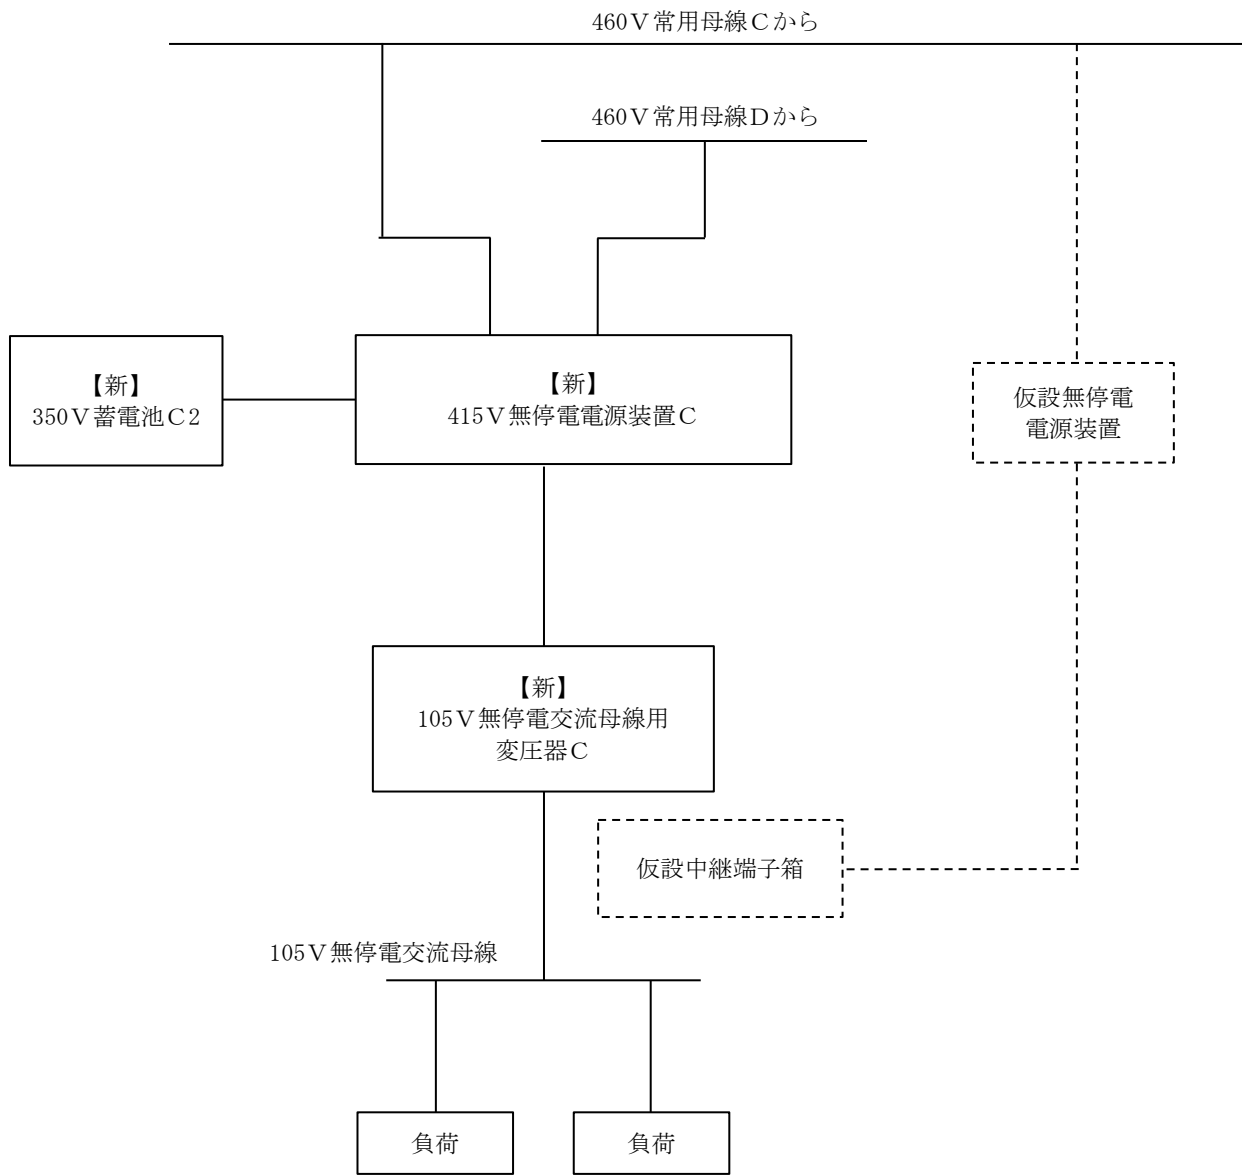 460V常用母線Cから
460V常用母線Dから
【新】
350V蓄電池C2
【新】
415V無停電電源装置C
仮設無停電
電源装置
【新】
105V無停電交流母線用
変圧器C
仮設中継端子箱
105V無停電交流母線
負荷
負荷